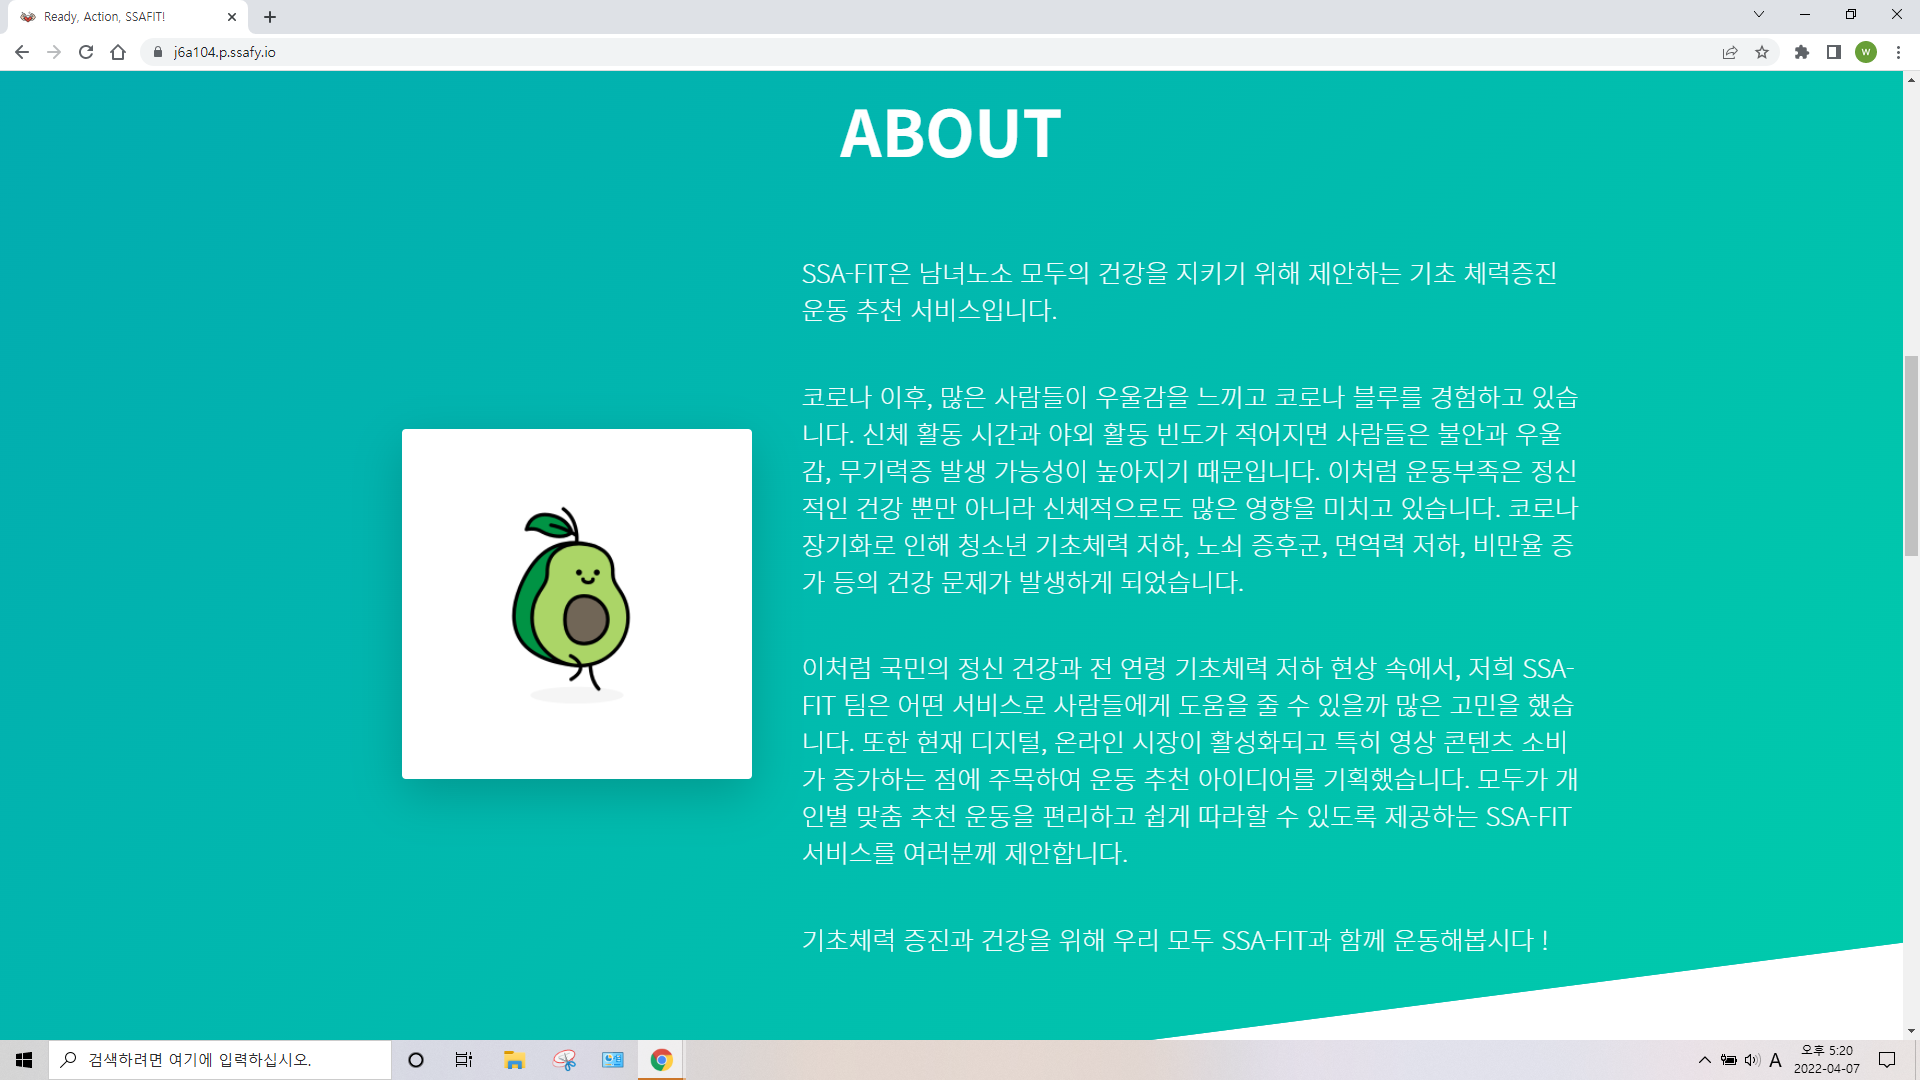 Ready, Action, SSAFIT!
j6a104.p.ssafy.io
W
ABOUT
SSA-FIT은 남녀노소 모두의 건강을 지키기 위해 제안하는 기초 체력증진
운동 추천 서비스입니다.
코로나 이후, 많은 사람들이 우울감을 느끼고 코로나 블루를 경험하고 있습
니다. 신체 활동 시간과 야외 활동 빈도가 적어지면 사람들은 불안과 우울
감, 무기력증 발생 가능성이 높아지기 때문입니다. 이처럼 운동부족은 정신
적인 건강 뿐만 아니라 신체적으로도 많은 영향을 미치고 있습니다. 코로나
장기화로 인해 청소년 기초체력 저하, 노쇠 증후군, 면역력 저하, 비만율 증
가 등의 건강 문제가 발생하게 되었습니다.
이처럼 국민의 정신 건강과 전 연령 기초체력 저하 현상 속에서, 저희 SSA-
FIT 팀은 어떤 서비스로 사람들에게 도움을 줄 수 있을까 많은 고민을 했습
니다. 또한 현재 디지털, 온라인 시장이 활성화되고 특히 영상 콘텐츠 소비
가 증가하는 점에 주목하여 운동 추천 아이디어를 기획했습니다. 모두가 개
인별 맞춤 추천 운동을 편리하고 쉽게 따라할 수 있도록 제공하는 SSA-FIT
서비스를 여러분께 제안합니다.
기초체력 증진과 건강을 위해 우리 모두 SSA-FIT과 함께 운동해봅시다 !
검색하려면 여기에 입력하십시오.
A
오후 5:20
2022-04-07